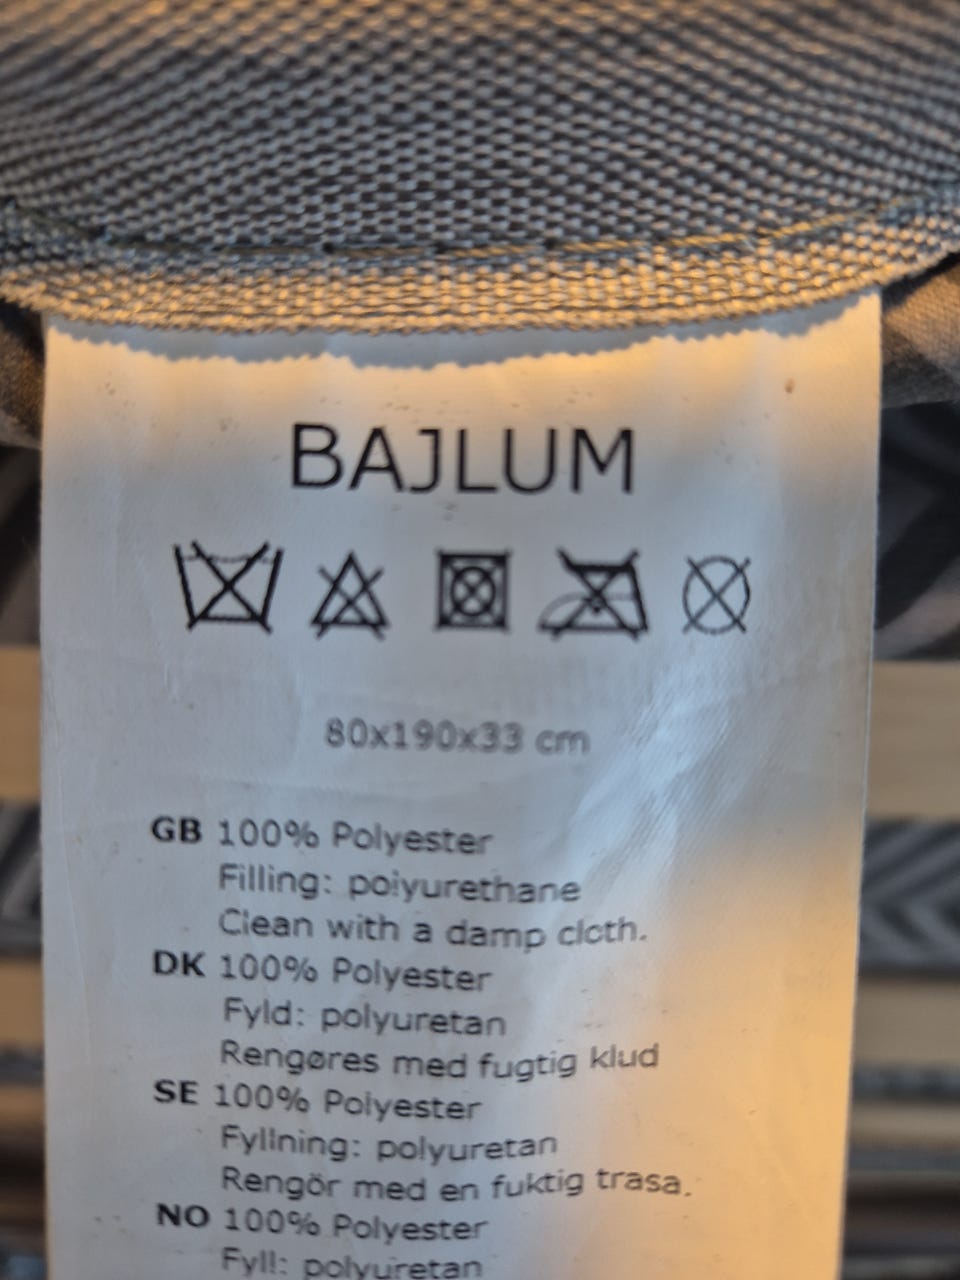 BAJLUM
80x190x33 cm
GB 100% Polyester
Filling: polyurethane
Clean with a damp cloth.
DK 100% Polyester
Fyld: polyuretan
Rengøres med fugtig klud
SE 100% Polyester
Fyllning: polyuretan
Rengör med en fuktig trasa.
NO 100% Polyester
Fyll: polyuretan